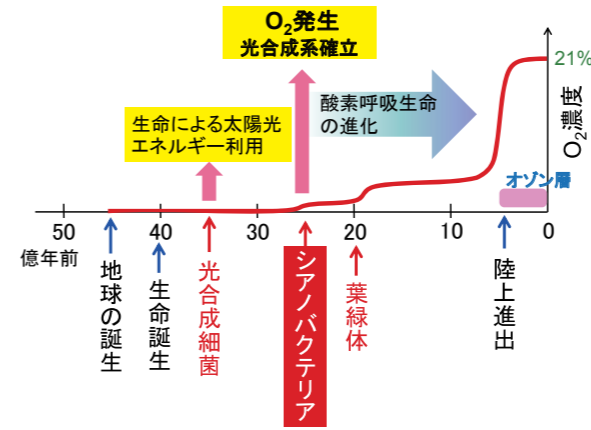 O₂発生
光合成系確立
21%
酸素呼吸生命
の進化
生命による太陽光
エネルギー利用
O₂濃度
オゾン層
50
40
30
20
10
0
億年前
地球の誕生
生命誕生
光合成細菌
シアノバクテリア
葉緑体
陸上進出